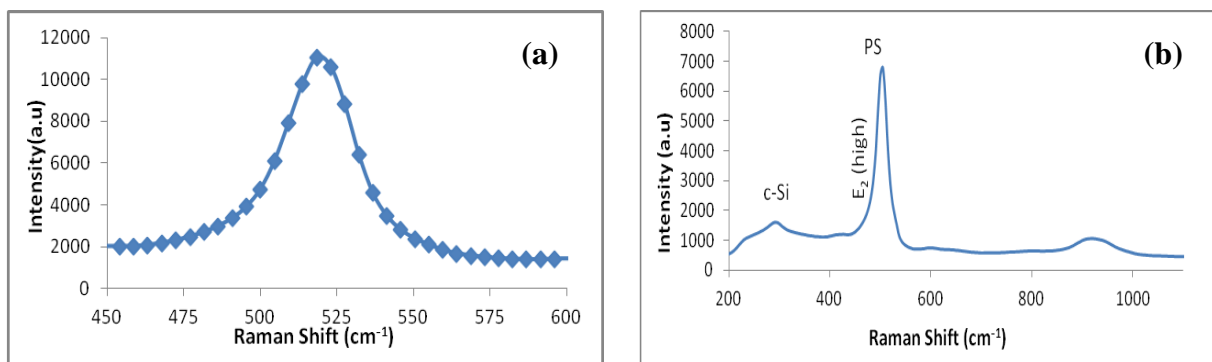 (a)
12000
10000
8000
6000
4000
2000
0
Intensity(a.u)
450 475 500 525 550 575 600
Raman Shift (cm⁻¹)
(b)
8000
7000
6000
5000
4000
3000
2000
1000
0
Intensity (a.u)
PS
E₂ (high)
c-Si
200 400 600 800 1000
Raman Shift (cm⁻¹)